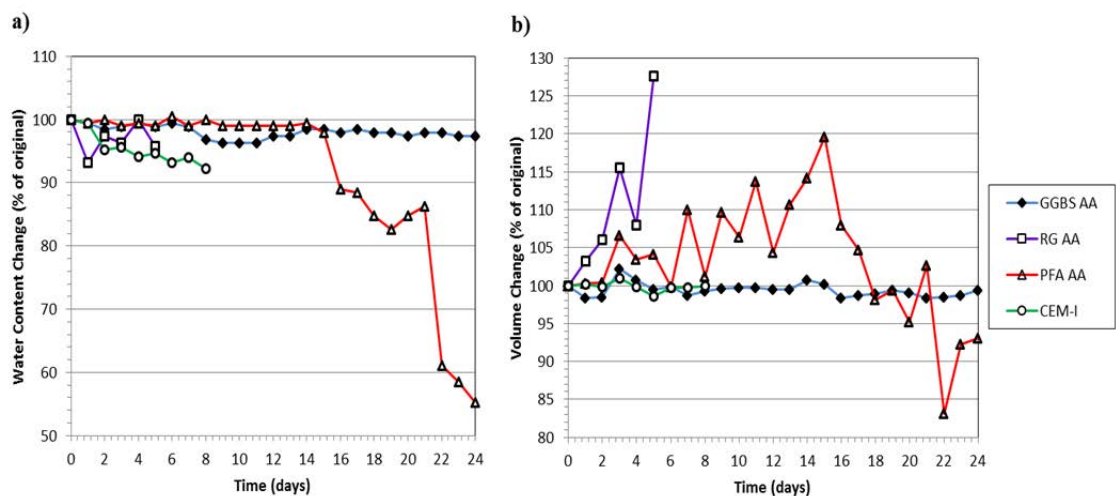 a)
110
100
90
80
70
60
50
Water Content Change (% of original)
0 2 4 6 8 10 12 14 16 18 20 22 24
Time (days)
b)
130
125
120
115
110
105
100
95
90
85
80
Volume Change (% of original)
0 2 4 6 8 10 12 14 16 18 20 22 24
Time (days)
GGBS AA
RG AA
PFA AA
CEM-I